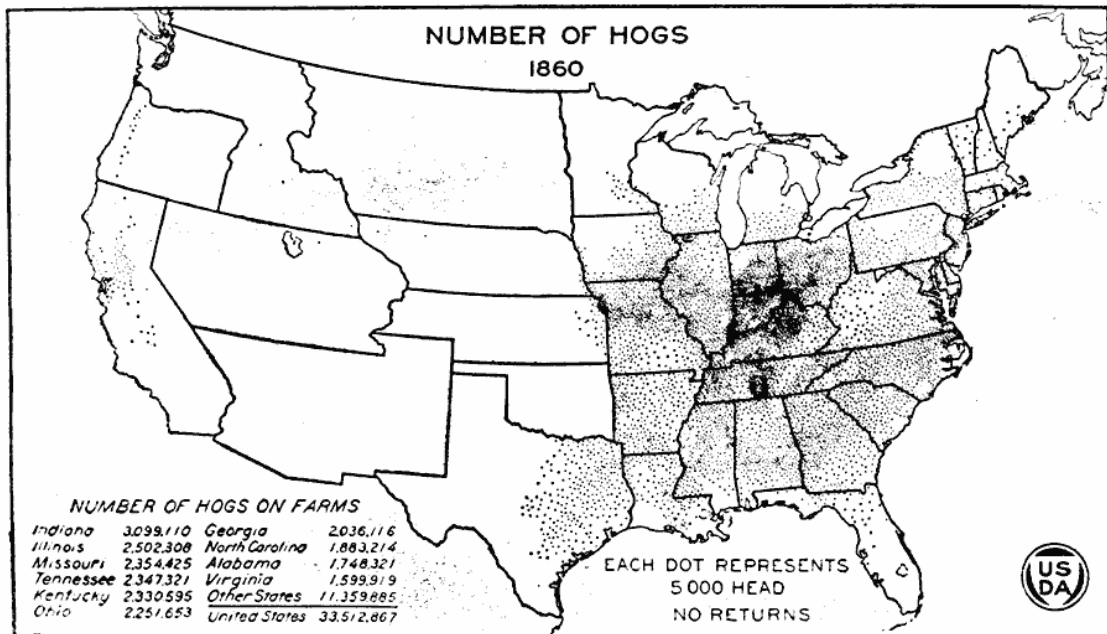 NUMBER OF HOGS
1860
NUMBER OF HOGS ON FARMS
Indiana 3,099,110 Georgia 2,036,116
Illinois 2,502,308 North Carolina 1,883,214
Missouri 2,354,425 Alabama 1,748,321
Tennessee 2,347,321 Virginia 1,599,919
Kentucky 2,330,595 Other States 11,359,885
Ohio 2,251,653 United States 33,512,867
EACH DOT REPRESENTS
5 000 HEAD
NO RETURNS
US
DA